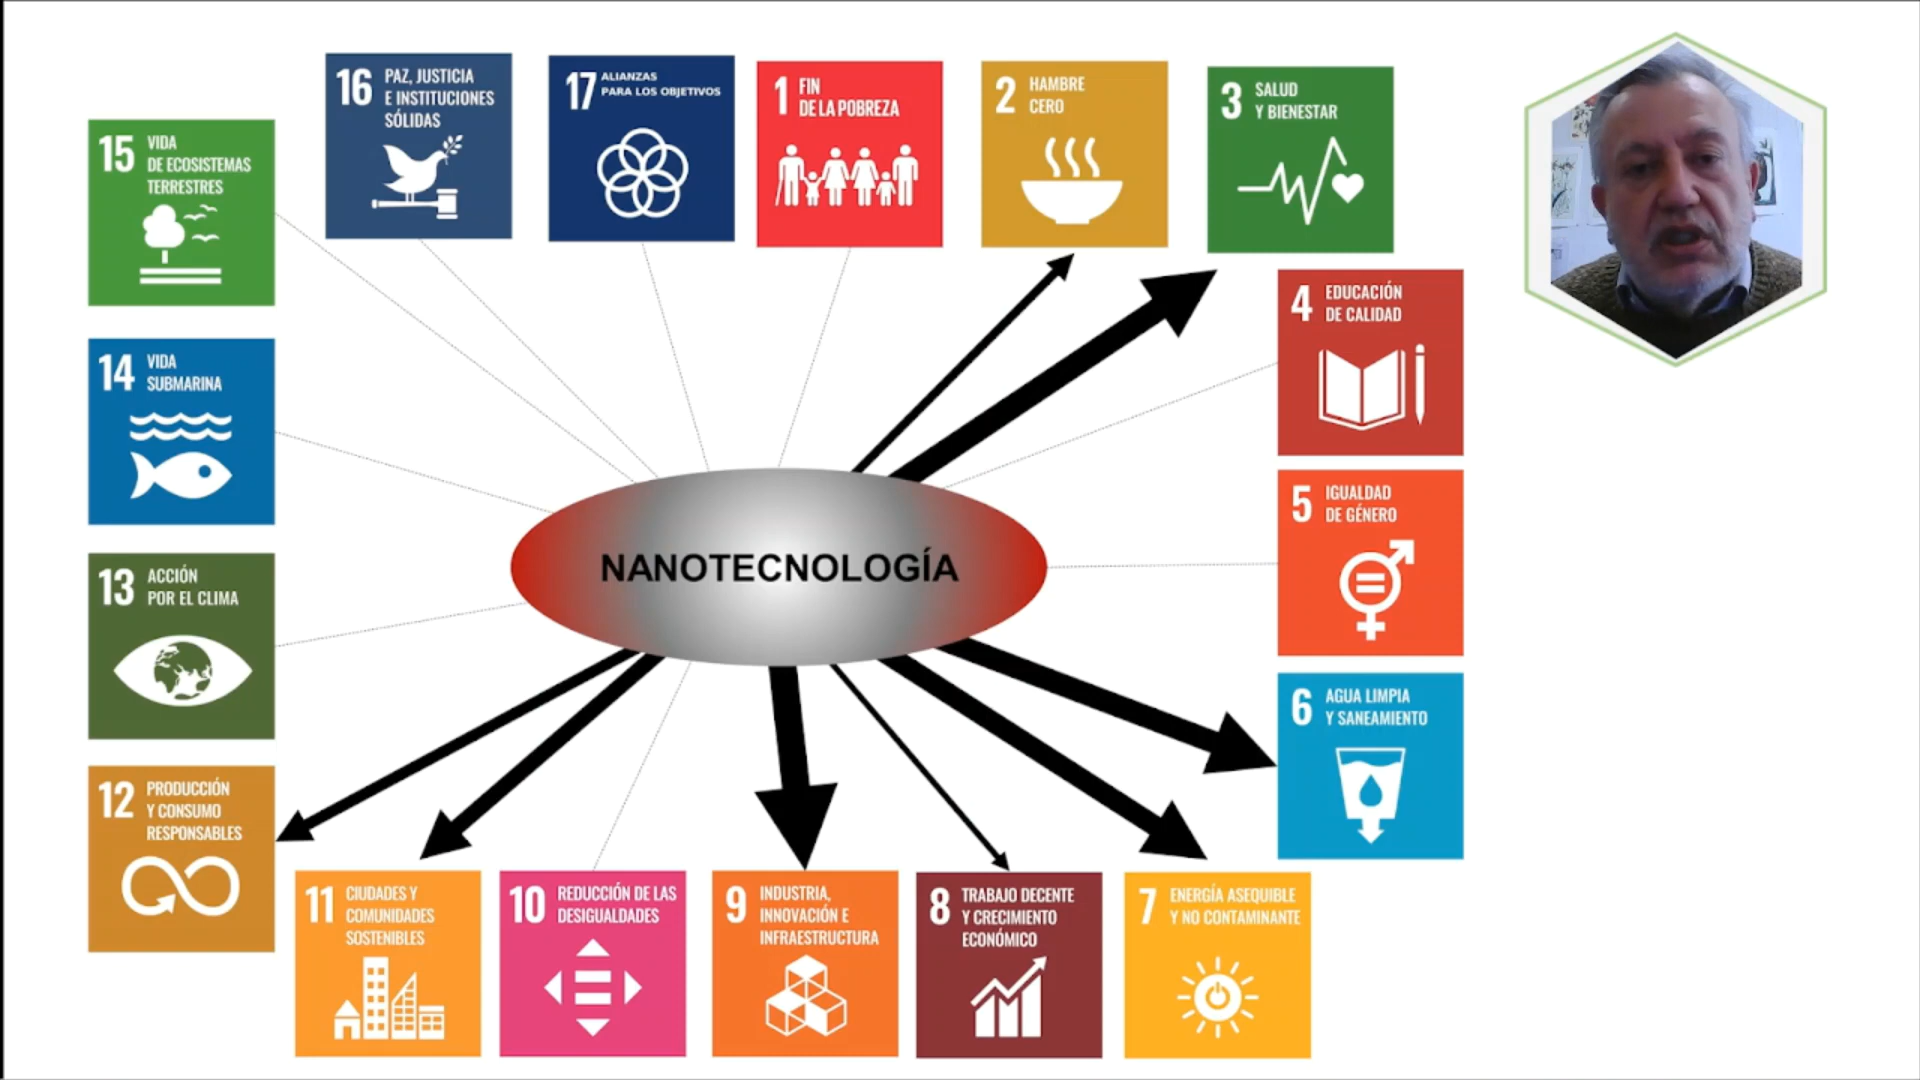 16 PAZ, JUSTICIA
E INSTITUCIONES
SÓLIDAS
17 ALIANZAS
PARA LOS OBJETIVOS
1 FIN
DE LA POBREZA
2 HAMBRE
CERO
3 SALUD
Y BIENESTAR
15 VIDA
DE ECOSISTEMAS
TERRESTRES
4 EDUCACIÓN
DE CALIDAD
14 VIDA
SUBMARINA
5 IGUALDAD
DE GÉNERO
NANOTECNOLOGÍA
13 ACCIÓN
POR EL CLIMA
6 AGUA LIMPIA
Y SANEAMIENTO
12 PRODUCCIÓN
Y CONSUMO
RESPONSABLES
11 CIUDADES Y
COMUNIDADES
SOSTENIBLES
10 REDUCCIÓN DE LAS
DESIGUALDADES
9 INDUSTRIA,
INNOVACIÓN E
INFRAESTRUCTURA
8 TRABAJO DECENTE
Y CRECIMIENTO
ECONÓMICO
7 ENERGÍA ASEQUIBLE
Y NO CONTAMINANTE